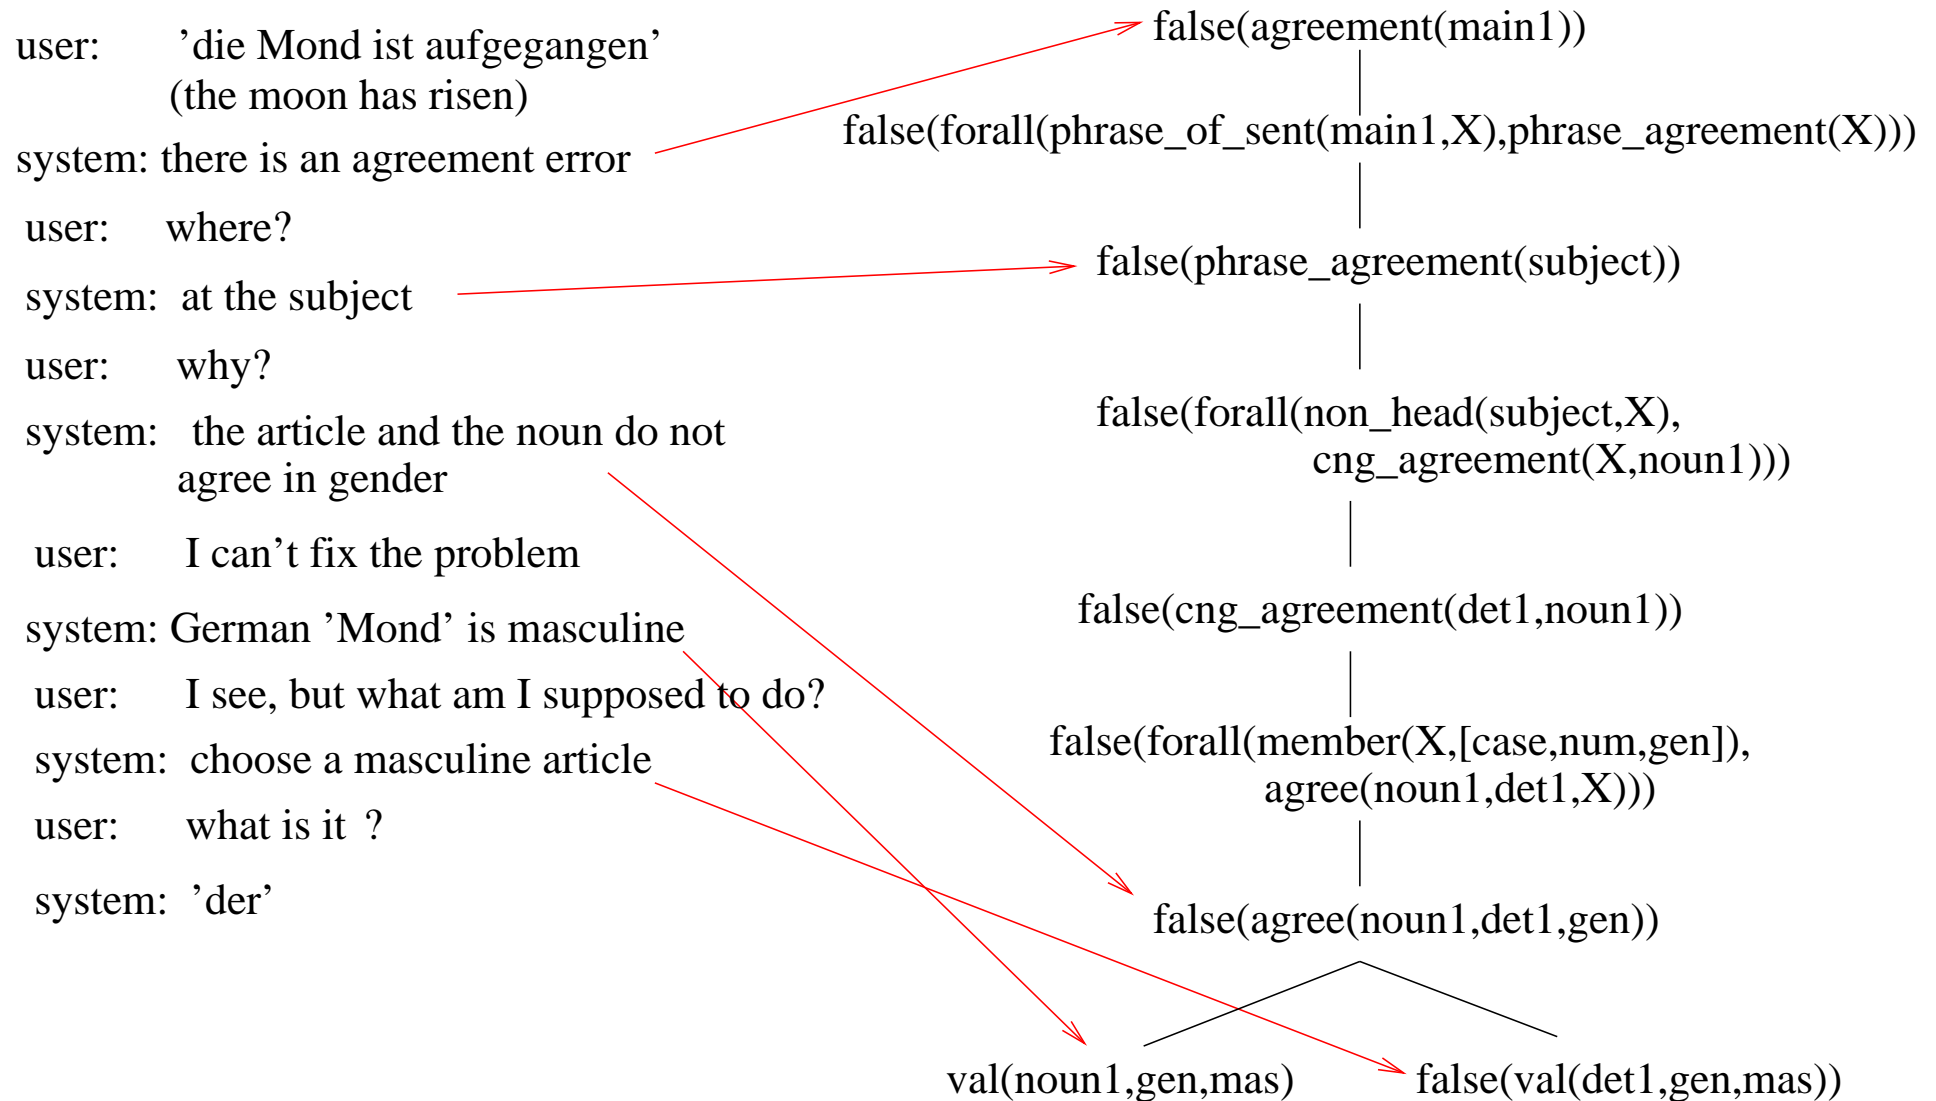 user: ’die Mond ist aufgegangen’
(the moon has risen)
system: there is an agreement error
user: where?
system: at the subject
user: why?
system: the article and the noun do not
agree in gender
user: I can’t fix the problem
system: German ’Mond’ is masculine
user: I see, but what am I supposed to do?
system: choose a masculine article
user: what is it ?
system: ’der’
false(agreement(main1))
false(forall(phrase_of_sent(main1,X),phrase_agreement(X)))
false(phrase_agreement(subject))
false(forall(non_head(subject,X),
cng_agreement(X,noun1)))
false(cng_agreement(det1,noun1))
false(forall(member(X,[case,num,gen]),
agree(noun1,det1,X)))
false(agree(noun1,det1,gen))
val(noun1,gen,mas)
false(val(det1,gen,mas))